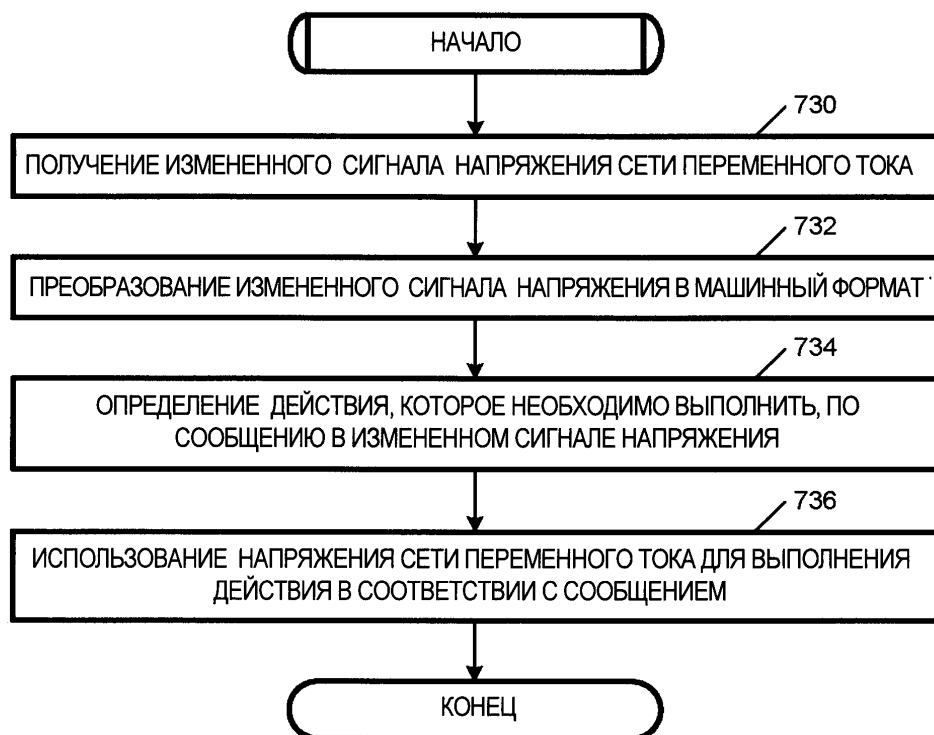 НАЧАЛО
730
ПОЛУЧЕНИЕ ИЗМЕНЕННОГО СИГНАЛА НАПРЯЖЕНИЯ СЕТИ ПЕРЕМЕННОГО ТОКА
732
ПРЕОБРАЗОВАНИЕ ИЗМЕНЕННОГО СИГНАЛА НАПРЯЖЕНИЯ В МАШИННЫЙ ФОРМАТ
734
ОПРЕДЕЛЕНИЕ ДЕЙСТВИЯ, КОТОРОЕ НЕОБХОДИМО ВЫПОЛНИТЬ, ПО
СООБЩЕНИЮ В ИЗМЕНЕННОМ СИГНАЛЕ НАПРЯЖЕНИЯ
736
ИСПОЛЬЗОВАНИЕ НАПРЯЖЕНИЯ СЕТИ ПЕРЕМЕННОГО ТОКА ДЛЯ ВЫПОЛНЕНИЯ
ДЕЙСТВИЯ В СООТВЕТСТВИИ С СООБЩЕНИЕМ
КОНЕЦ